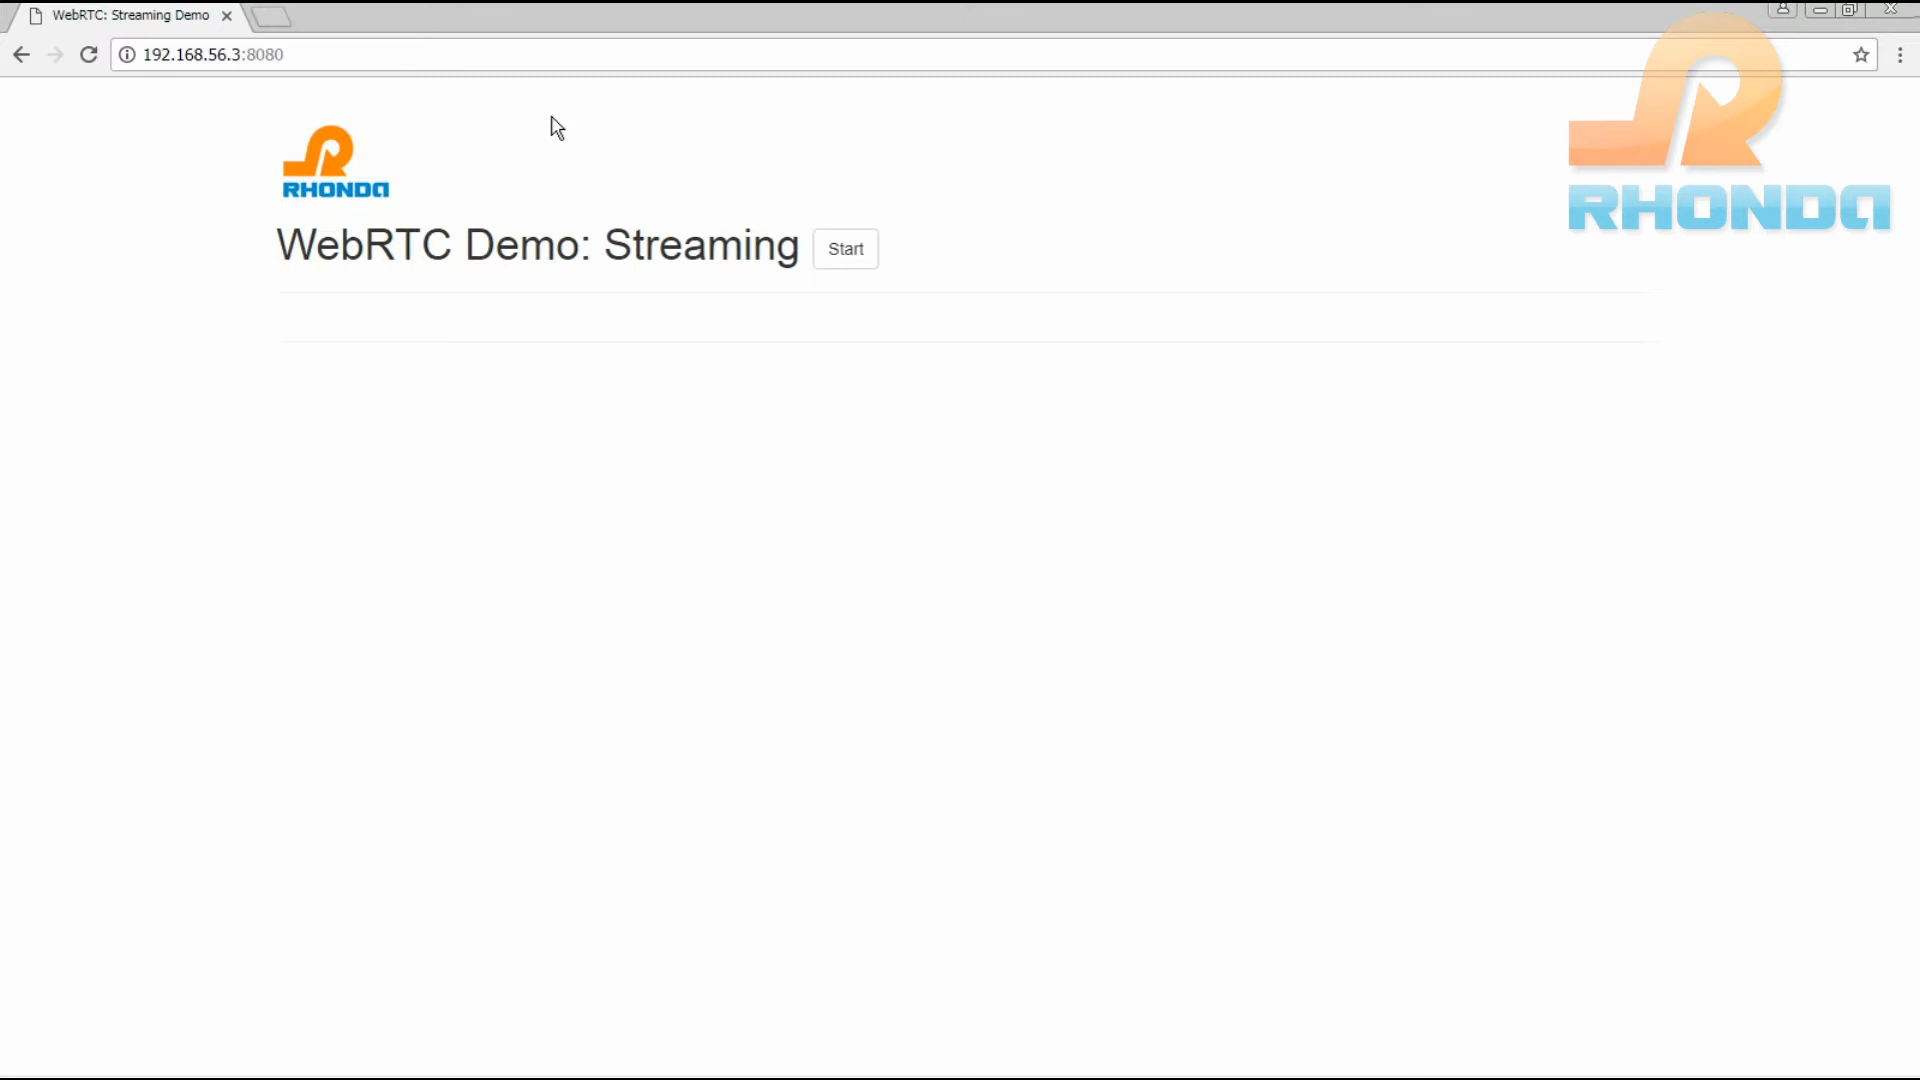 WebRTC: Streaming Demo
192.168.56.3:8080
RHONDA
RHONDA
WebRTC Demo: Streaming Start